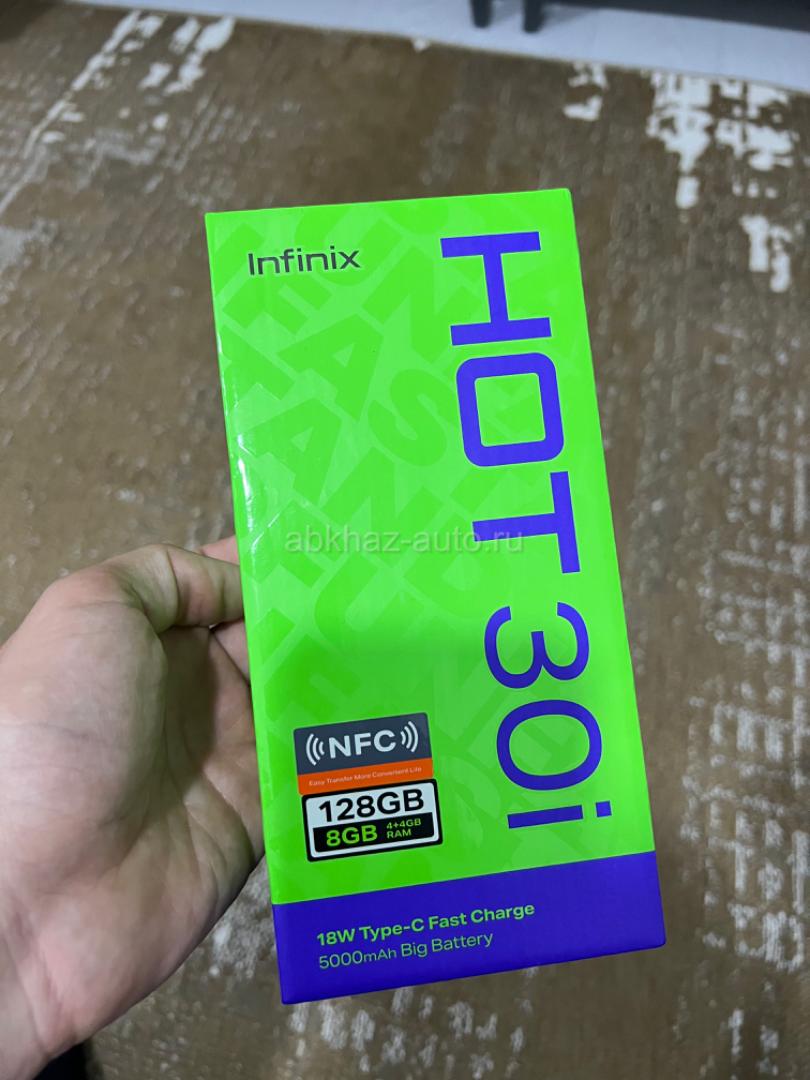 Infinix
HOT 30i
abkhaz-auto.ru
NFC
Easy Transfer More Convenient Life
128GB
8GB 4+4GB RAM
18W Type-C Fast Charge
5000mAh Big Battery